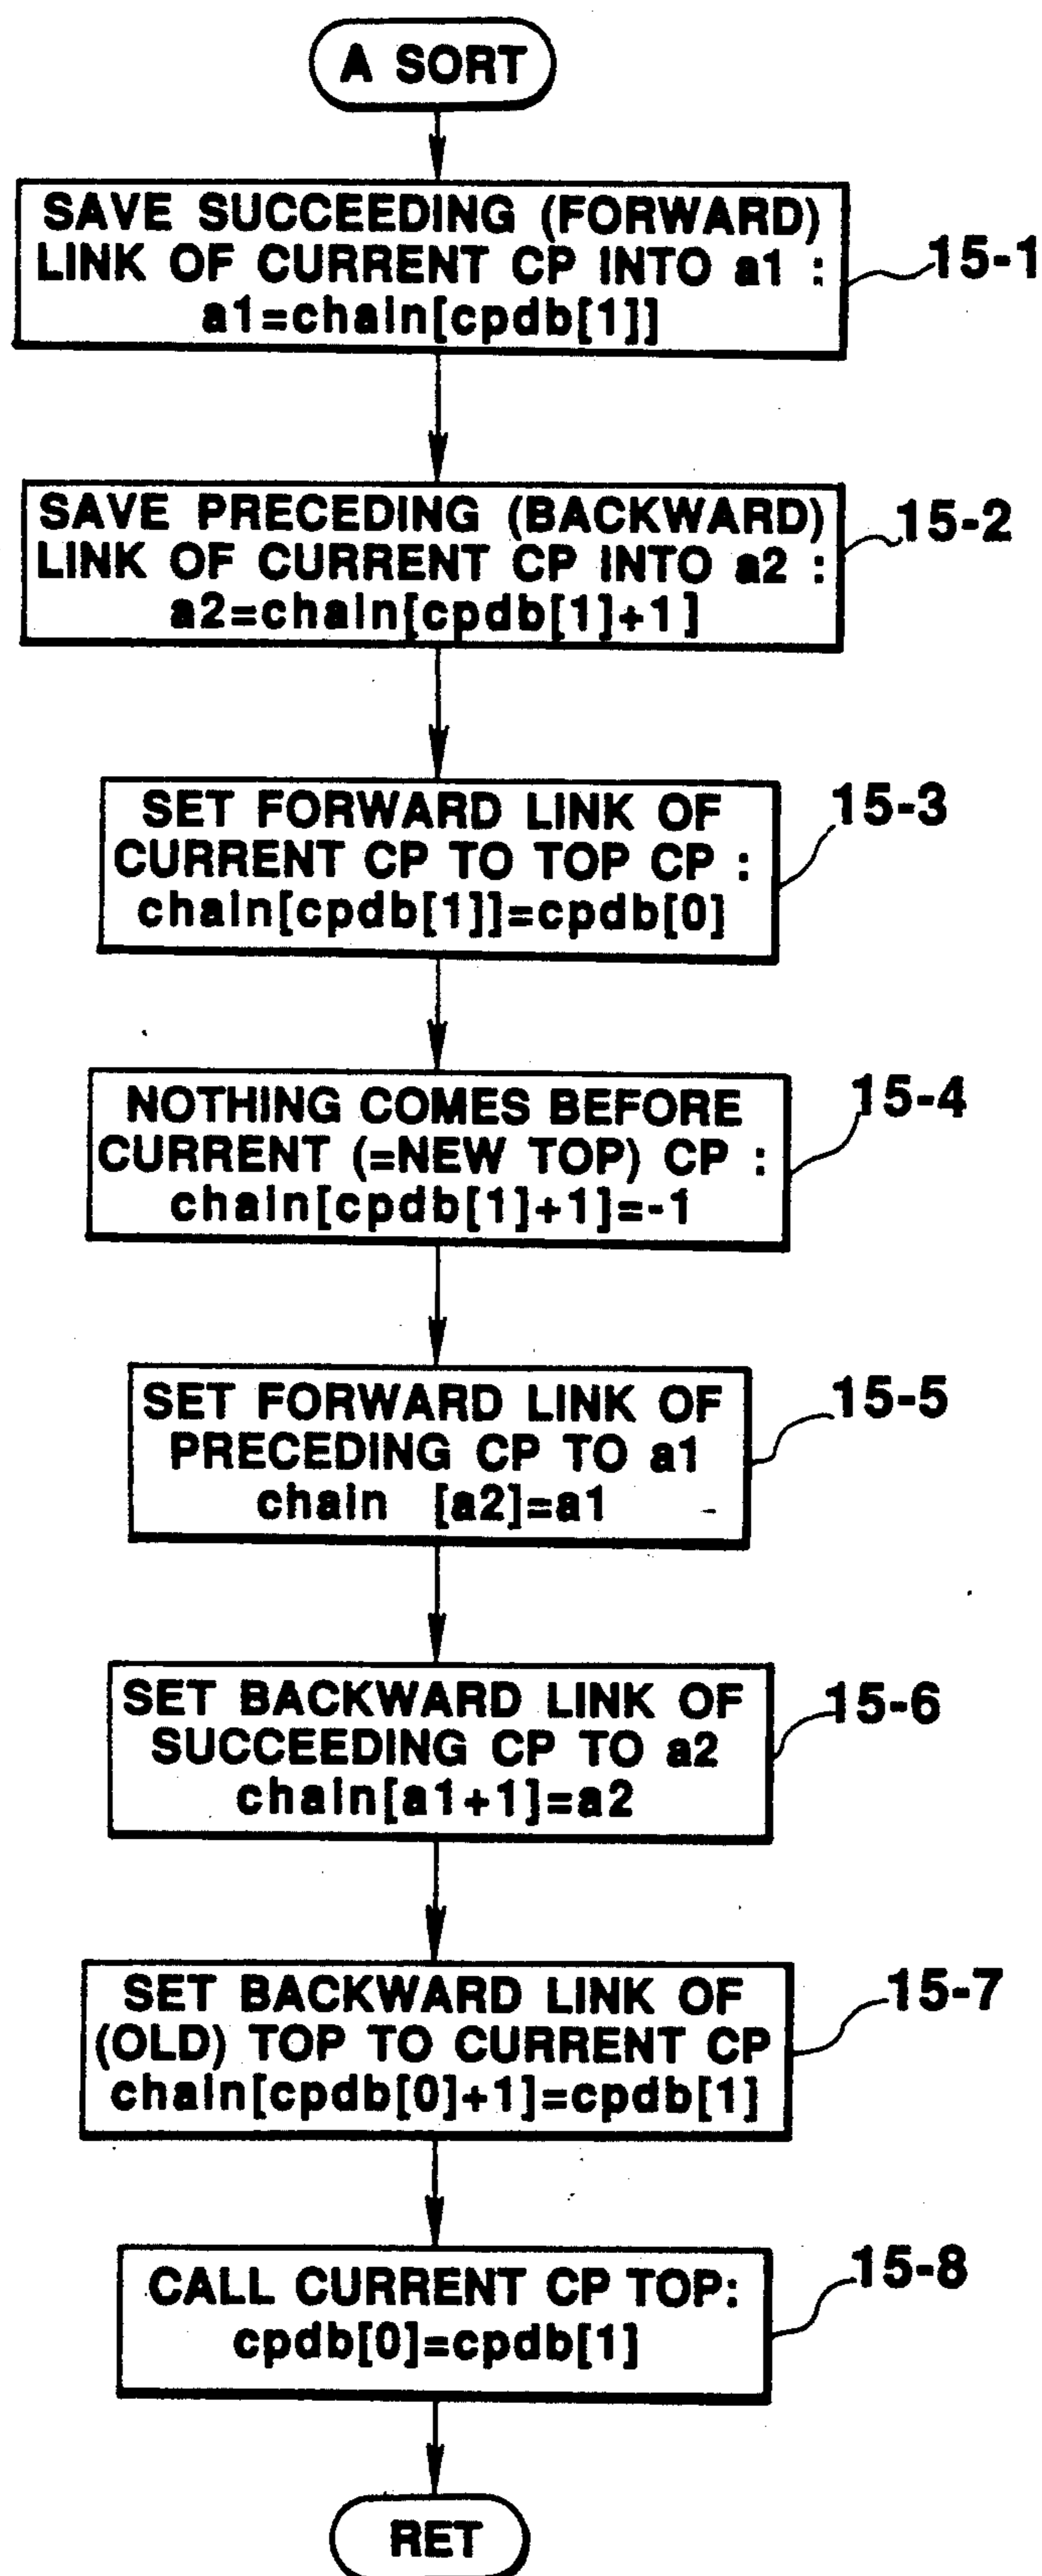 A SORT
SAVE SUCCEEDING (FORWARD)
LINK OF CURRENT CP INTO a1 :
a1=chain[cpdb[1]]
15-1
SAVE PRECEDING (BACKWARD)
LINK OF CURRENT CP INTO a2 :
a2=chain[cpdb[1]+1]
15-2
SET FORWARD LINK OF
CURRENT CP TO TOP CP :
chain[cpdb[1]]=cpdb[0]
15-3
NOTHING COMES BEFORE
CURRENT (=NEW TOP) CP :
chain[cpdb[1]+1]=-1
15-4
SET FORWARD LINK OF
PRECEDING CP TO a1
chain [a2]=a1
15-5
SET BACKWARD LINK OF
SUCCEEDING CP TO a2
chain[a1+1]=a2
15-6
SET BACKWARD LINK OF
(OLD) TOP TO CURRENT CP
chain[cpdb[0]+1]=cpdb[1]
15-7
CALL CURRENT CP TOP:
cpdb[0]=cpdb[1]
15-8
RET